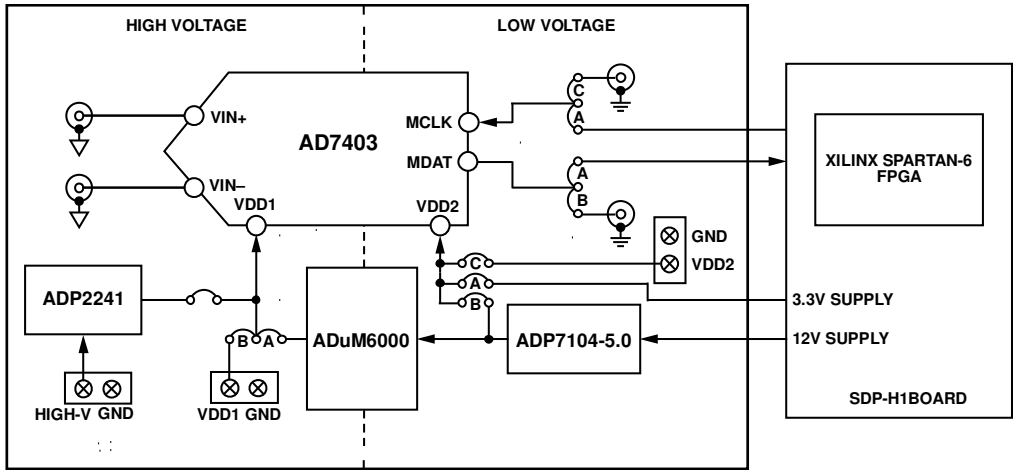 HIGH VOLTAGE
LOW VOLTAGE
VIN+
VIN–
AD7403
MCLK
MDAT
VDD1
VDD2
C
A
A
B
XILINX SPARTAN-6
FPGA
GND
VDD2
C
A
B
ADP2241
B A
ADuM6000
ADP7104-5.0
3.3V SUPPLY
12V SUPPLY
HIGH-V GND
VDD1 GND
SDP-H1BOARD